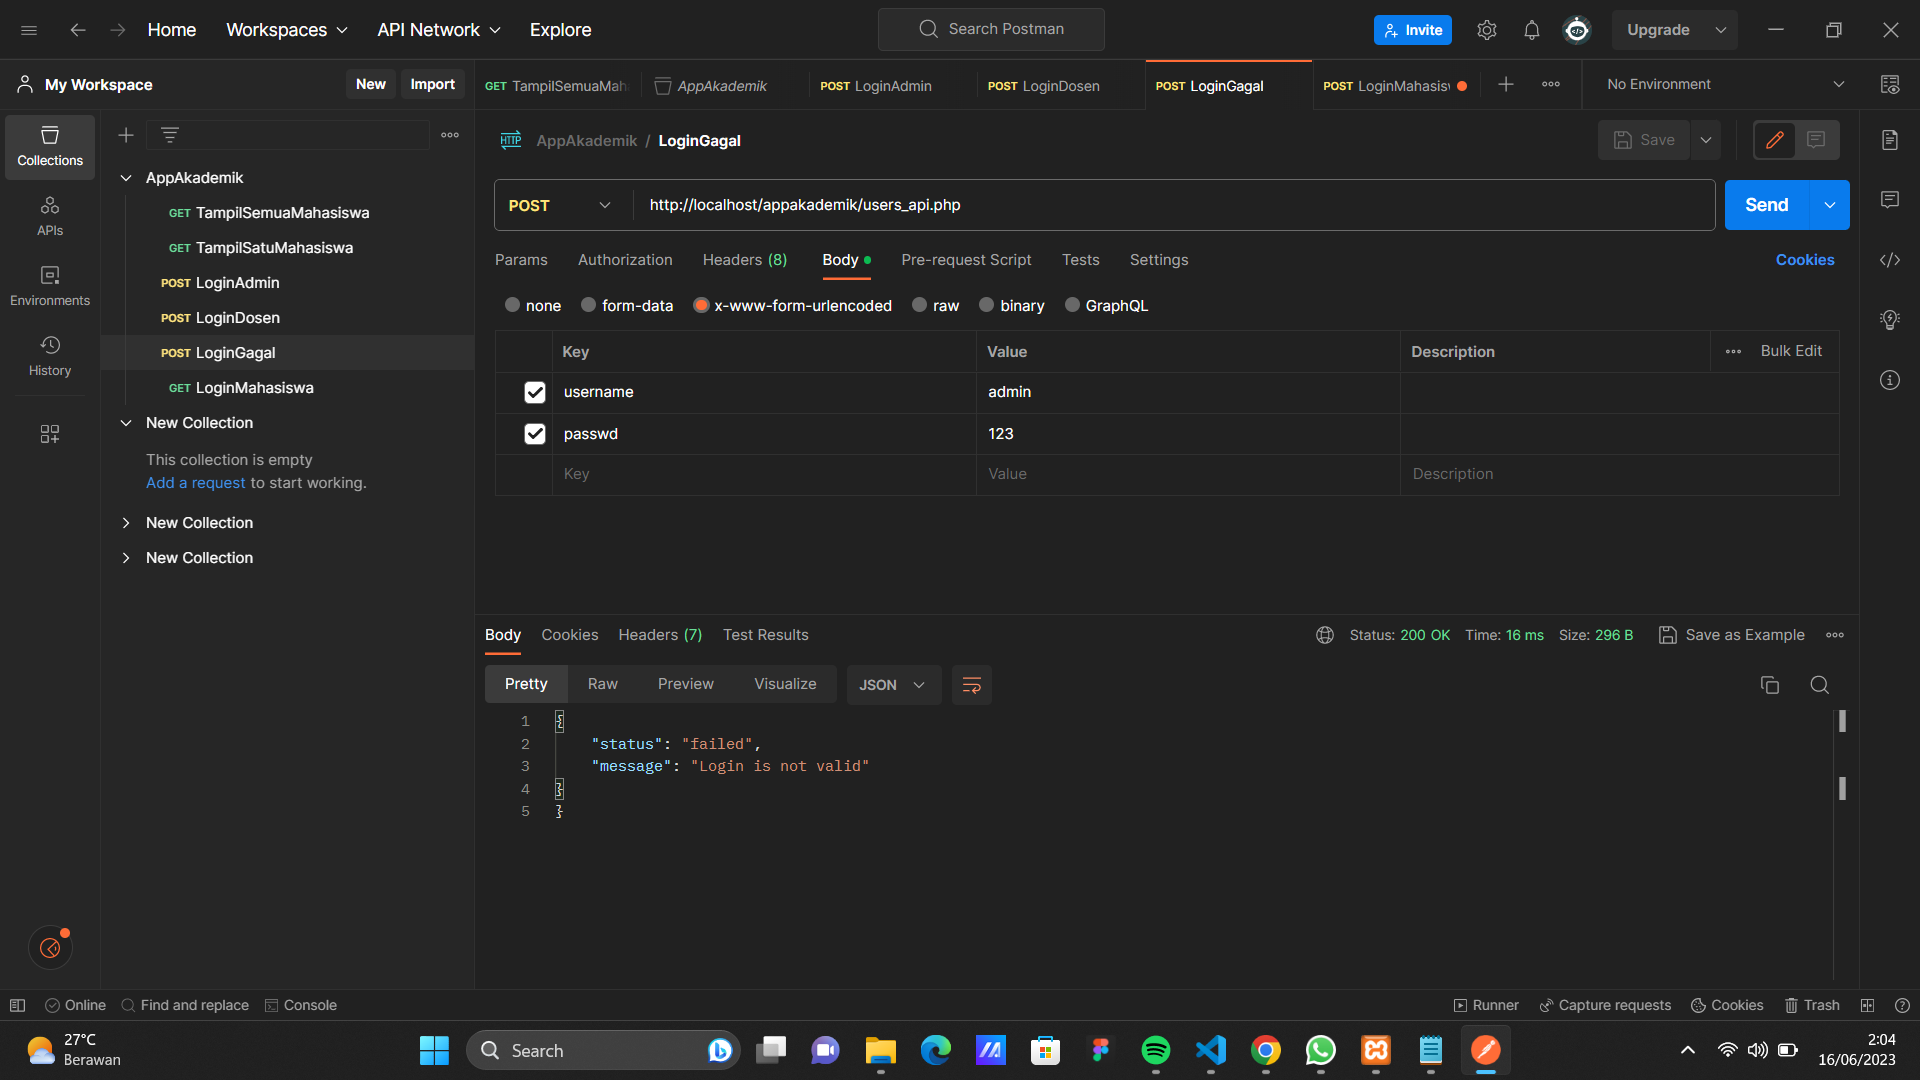 Home Workspaces API Network Explore Search Postman Invite Upgrade
My Workspace New Import GET TampilSemuaMah AppAkademik POST LoginAdmin POST LoginDosen POST LoginGagal POST LoginMahasisw No Environment
Collections
APIs
Environments
History
AppAkademik
GET TampilSemuaMahasiswa
GET TampilSatuMahasiswa
POST LoginAdmin
POST LoginDosen
POST LoginGagal
GET LoginMahasiswa
New Collection
This collection is empty
Add a request to start working.
New Collection
New Collection
HTTP AppAkademik / LoginGagal Save
POST http://localhost/appakademik/users_api.php Send
Params Authorization Headers (8) Body Pre-request Script Tests Settings Cookies
none form-data x-www-form-urlencoded raw binary GraphQL
Key Value Description Bulk Edit
username admin
passwd 123
Key Value Description
Body Cookies Headers (7) Test Results Status: 200 OK Time: 16 ms Size: 296 B Save as Example
Pretty Raw Preview Visualize JSON
1 {
2 "status": "failed",
3 "message": "Login is not valid"
4 }
5 }
Online Find and replace Console Runner Capture requests Cookies Trash
27°C
Berawan
Search
2:04
16/06/2023